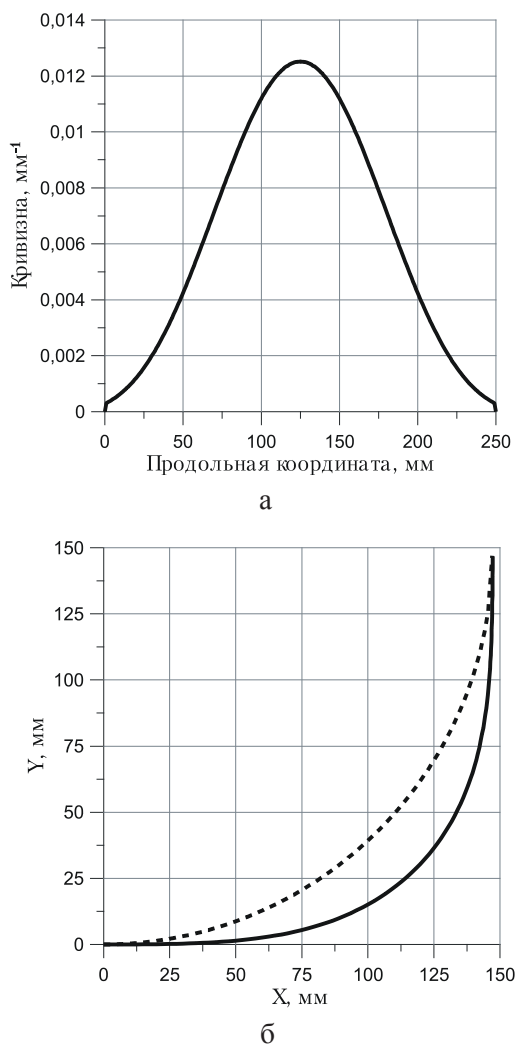 0,014
0,012
0,01
0,008
0,006
0,004
0,002
0
Кривизна, мм-1
0 50 100 150 200 250
Продольная координата, мм
а
150
125
100
75
50
25
0
Y, мм
0 25 50 75 100 125 150
X, мм
б